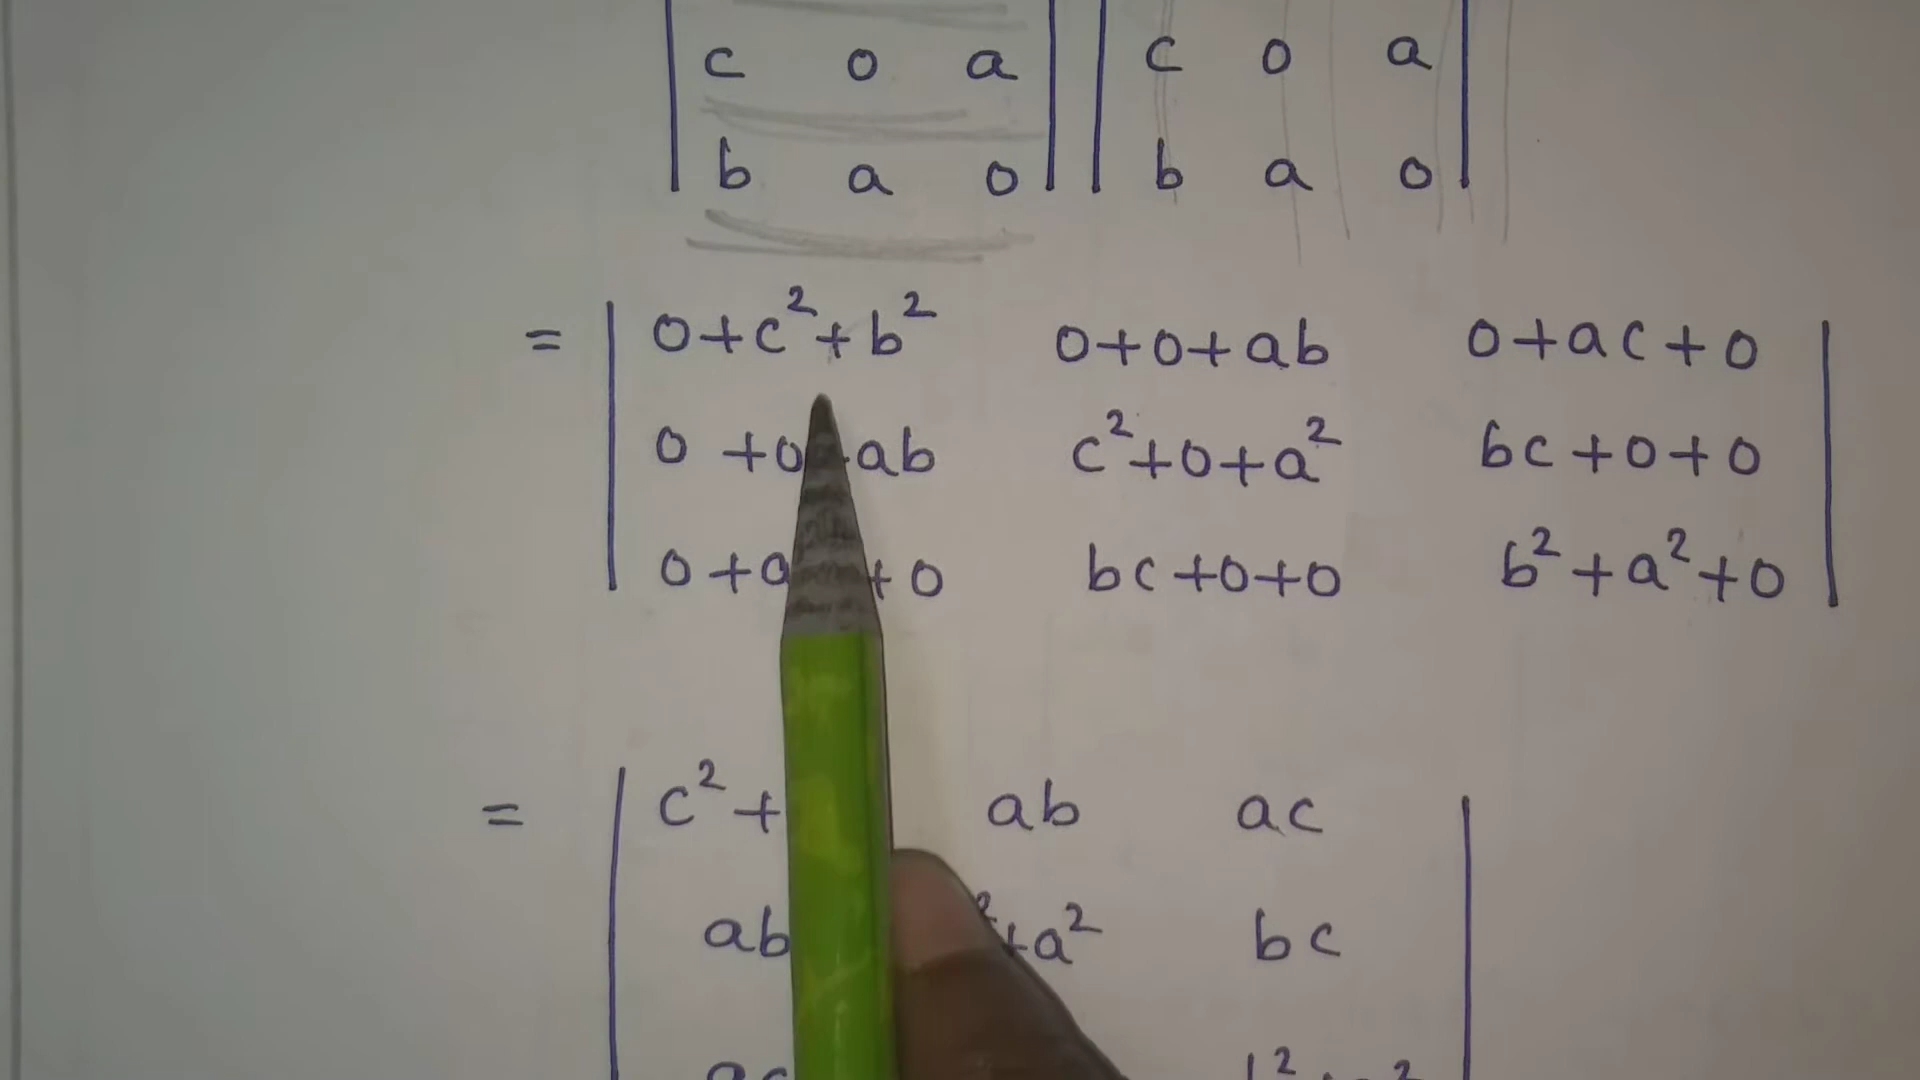 | c 0 a | | c 0 a |
| b a 0 | | b a 0 |
= | 0+c²+b² 0+0+ab 0+ac+0 |
| 0 +0 ab c²+0+a² bc+0+0 |
| 0+a +0 bc+0+0 b²+a²+0 |
= | c²+ ab ac |
| ab ²+a² bc |